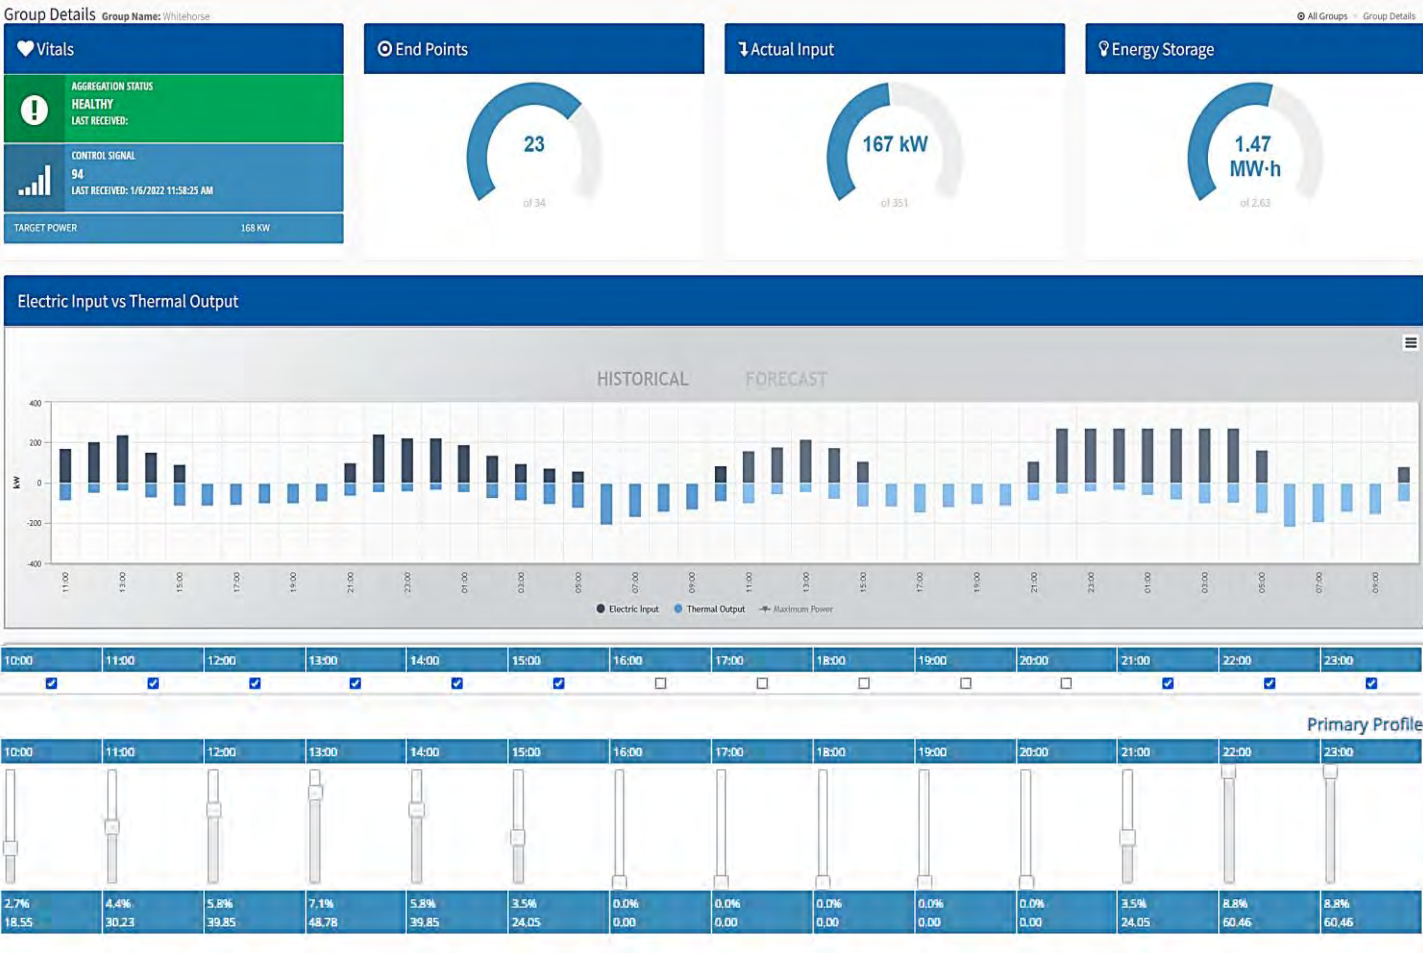 Group Details Group Name: Whitehorse
All Groups Group Details
Vitals
AGGREGATION STATUS
HEALTHY
LAST RECEIVED:
CONTROL SIGNAL
94
LAST RECEIVED: 1/6/2022 11:58:25 AM
TARGET POWER 168 KW
End Points
23
of 34
Actual Input
167 kW
of 351
Energy Storage
1.47
MW·h
of 2.63
Electric Input vs Thermal Output
HISTORICAL FORECAST
400
200
0
-200
-400
kW
11:00 13:00 15:00 17:00 19:00 21:00 23:00 01:00 03:00 05:00 07:00 09:00 11:00 13:00 15:00 17:00 19:00 21:00 23:00 01:00 03:00 05:00 07:00 09:00
Electric Input Thermal Output Maximum Power
10:00 11:00 12:00 13:00 14:00 15:00 16:00 17:00 18:00 19:00 20:00 21:00 22:00 23:00
Primary Profile
10:00 11:00 12:00 13:00 14:00 15:00 16:00 17:00 18:00 19:00 20:00 21:00 22:00 23:00
2.7% 4.4% 5.8% 7.1% 5.8% 3.5% 0.0% 0.0% 0.0% 0.0% 0.0% 3.5% 8.8% 8.8%
18.55 30.23 39.85 48.78 39.85 24.05 0.00 0.00 0.00 0.00 0.00 24.05 60.46 60.46